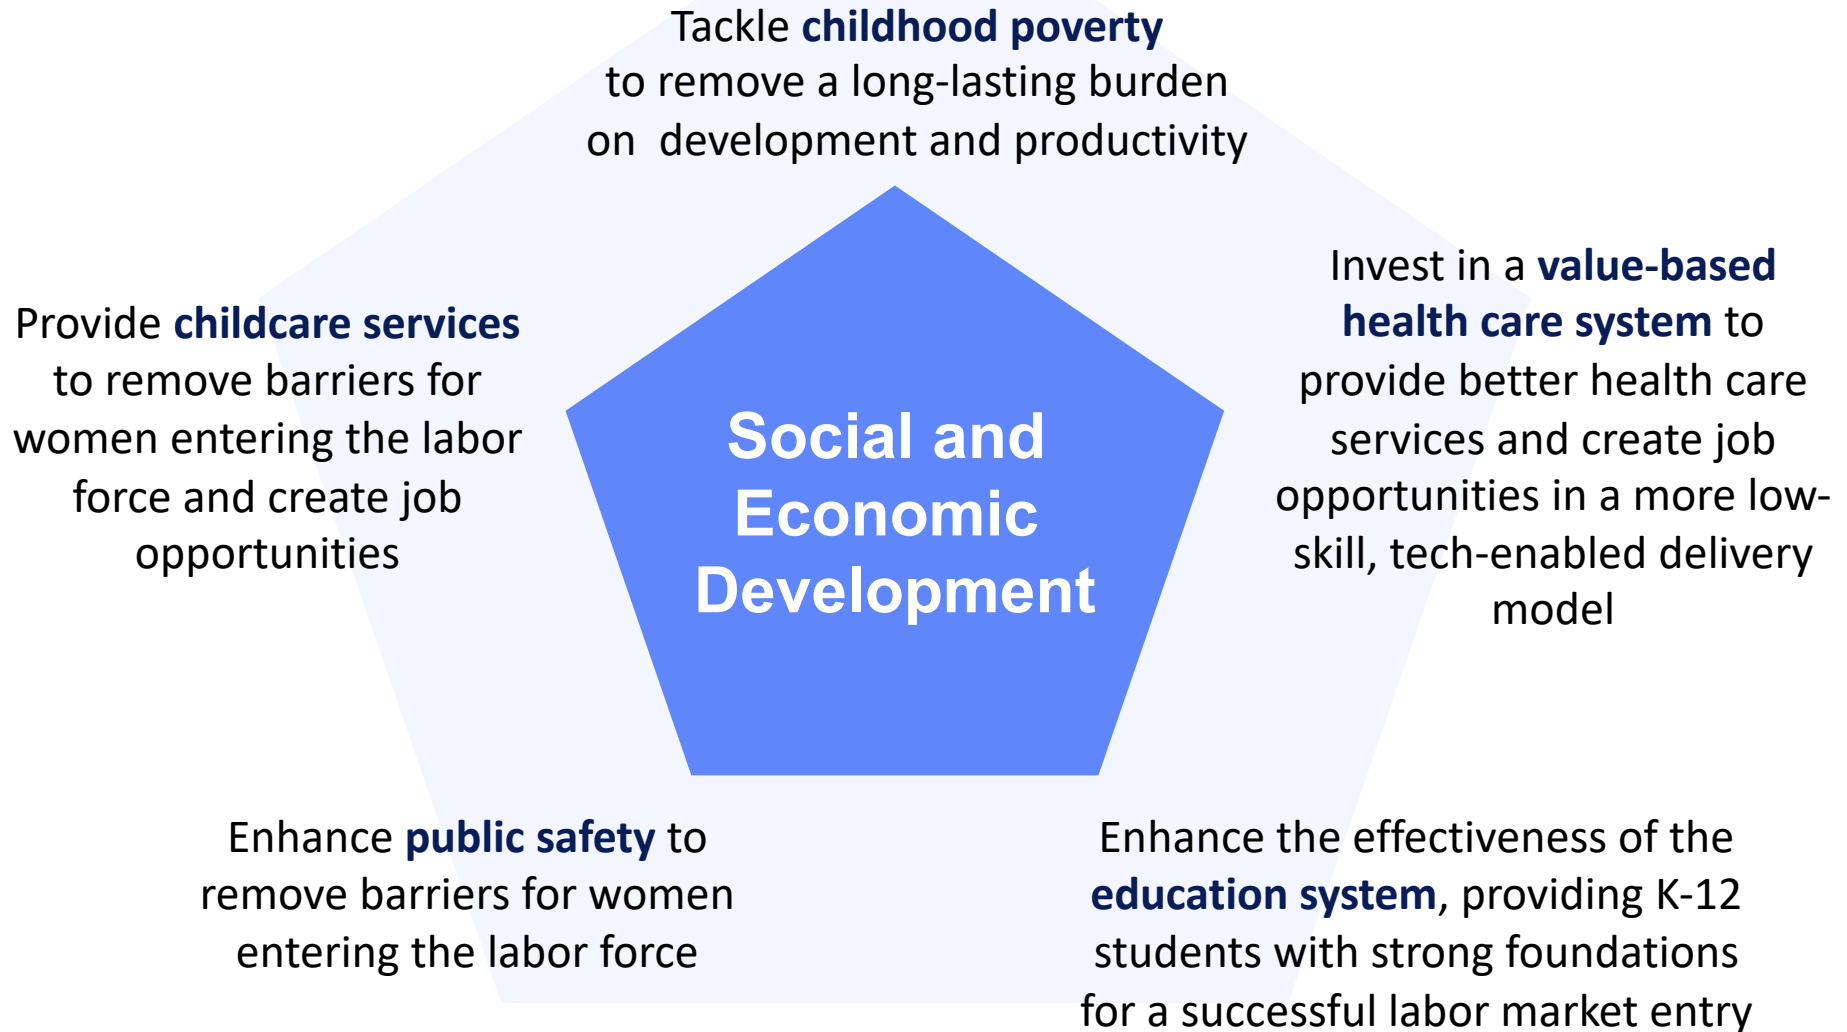 Tackle childhood poverty
to remove a long-lasting burden
on development and productivity
Invest in a value-based
health care system to
provide better health care
services and create job
opportunities in a more low-
skill, tech-enabled delivery
model
Provide childcare services
to remove barriers for
women entering the labor
force and create job
opportunities
Social and
Economic
Development
Enhance public safety to
remove barriers for women
entering the labor force
Enhance the effectiveness of the
education system, providing K-12
students with strong foundations
for a successful labor market entry